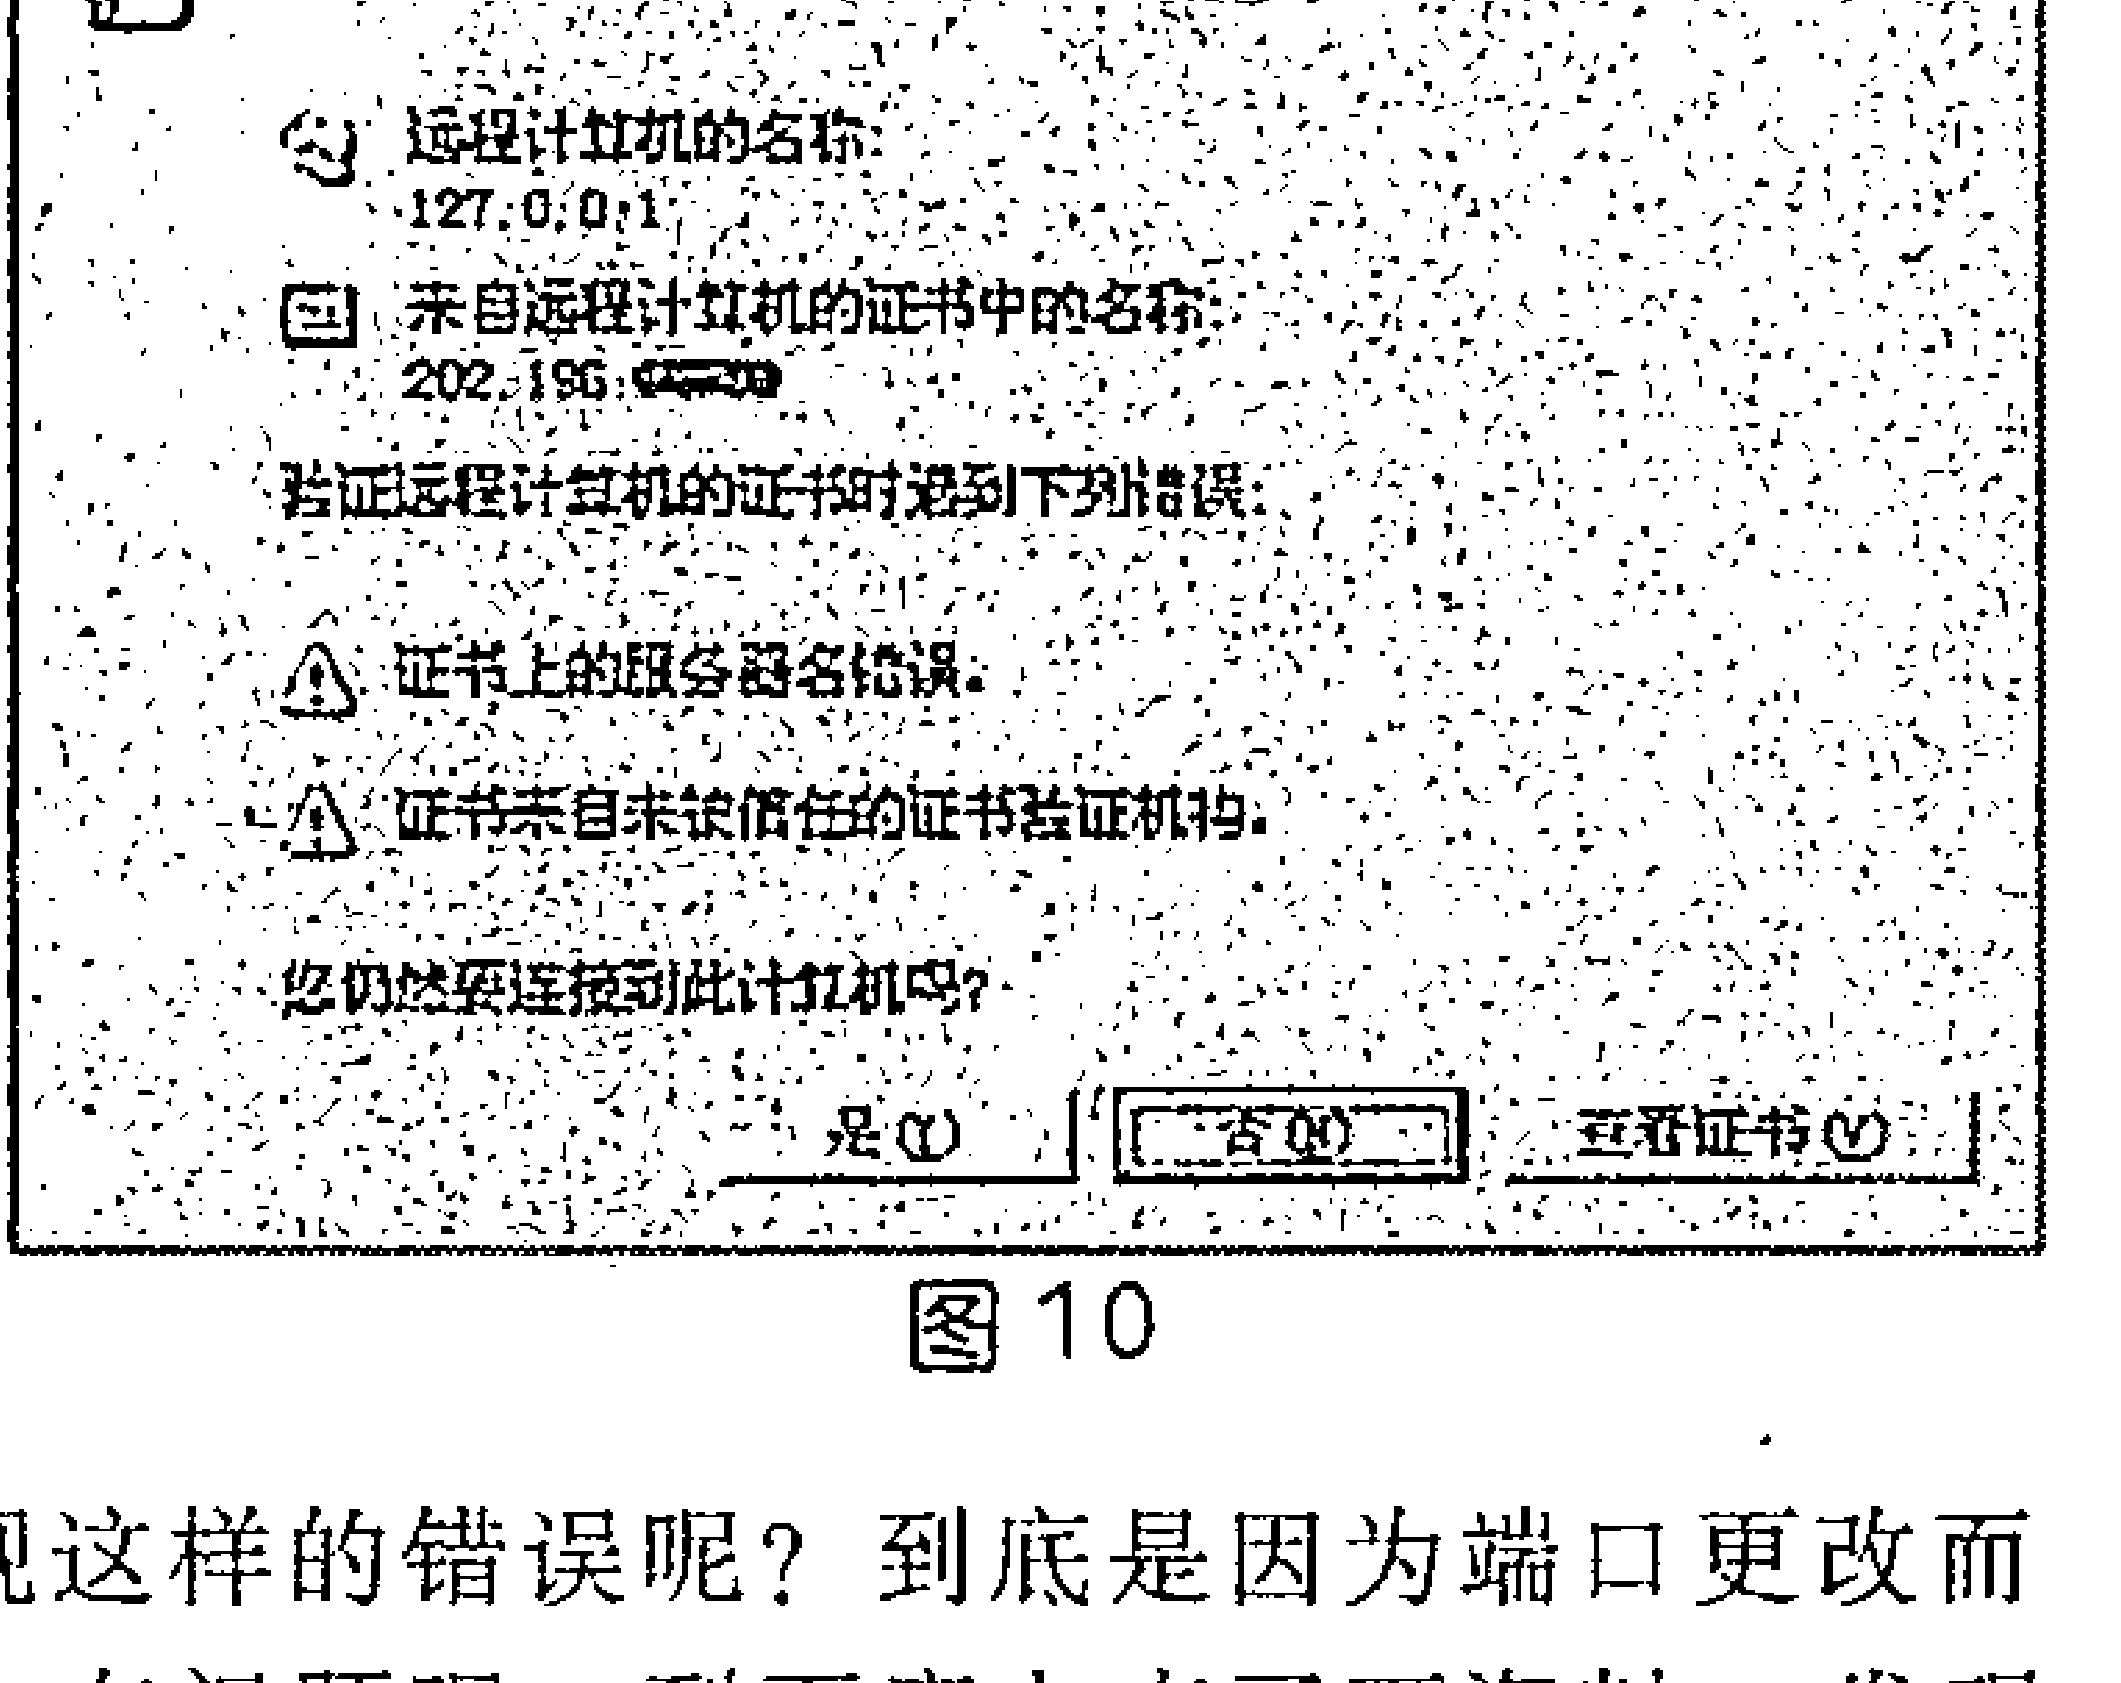 远程计算机的名称:
127.0.0.1
来自远程计算机的证书中的名称:
202.196.
验证远程计算机的证书时遇到下列错误:
证书上的服务器名错误。
证书来自未被信任的证书验证机构。
您仍然要连接到此计算机吗?
是(Y) 否(N) 查看证书(V)
图10
这样的错误呢?到底是因为端口更改而